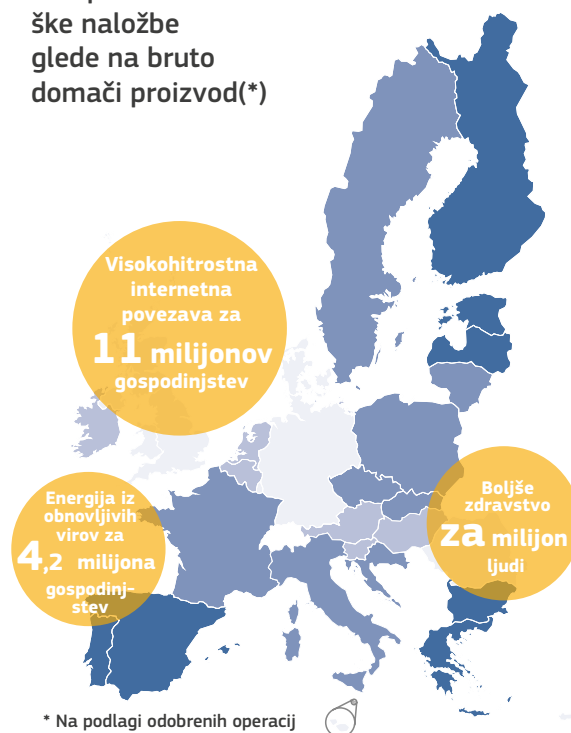 ške naložbe
glede na bruto
domači proizvod(*)
Visokohitrostna
internetna
povezava za
11 milijonov
gospodinjstev
Energija iz
obnovljivih
virov za
4,2 milijona
gospodinj-
stev
Boljše
zdravstvo
za milijon
ljudi
* Na podlagi odobrenih operacij